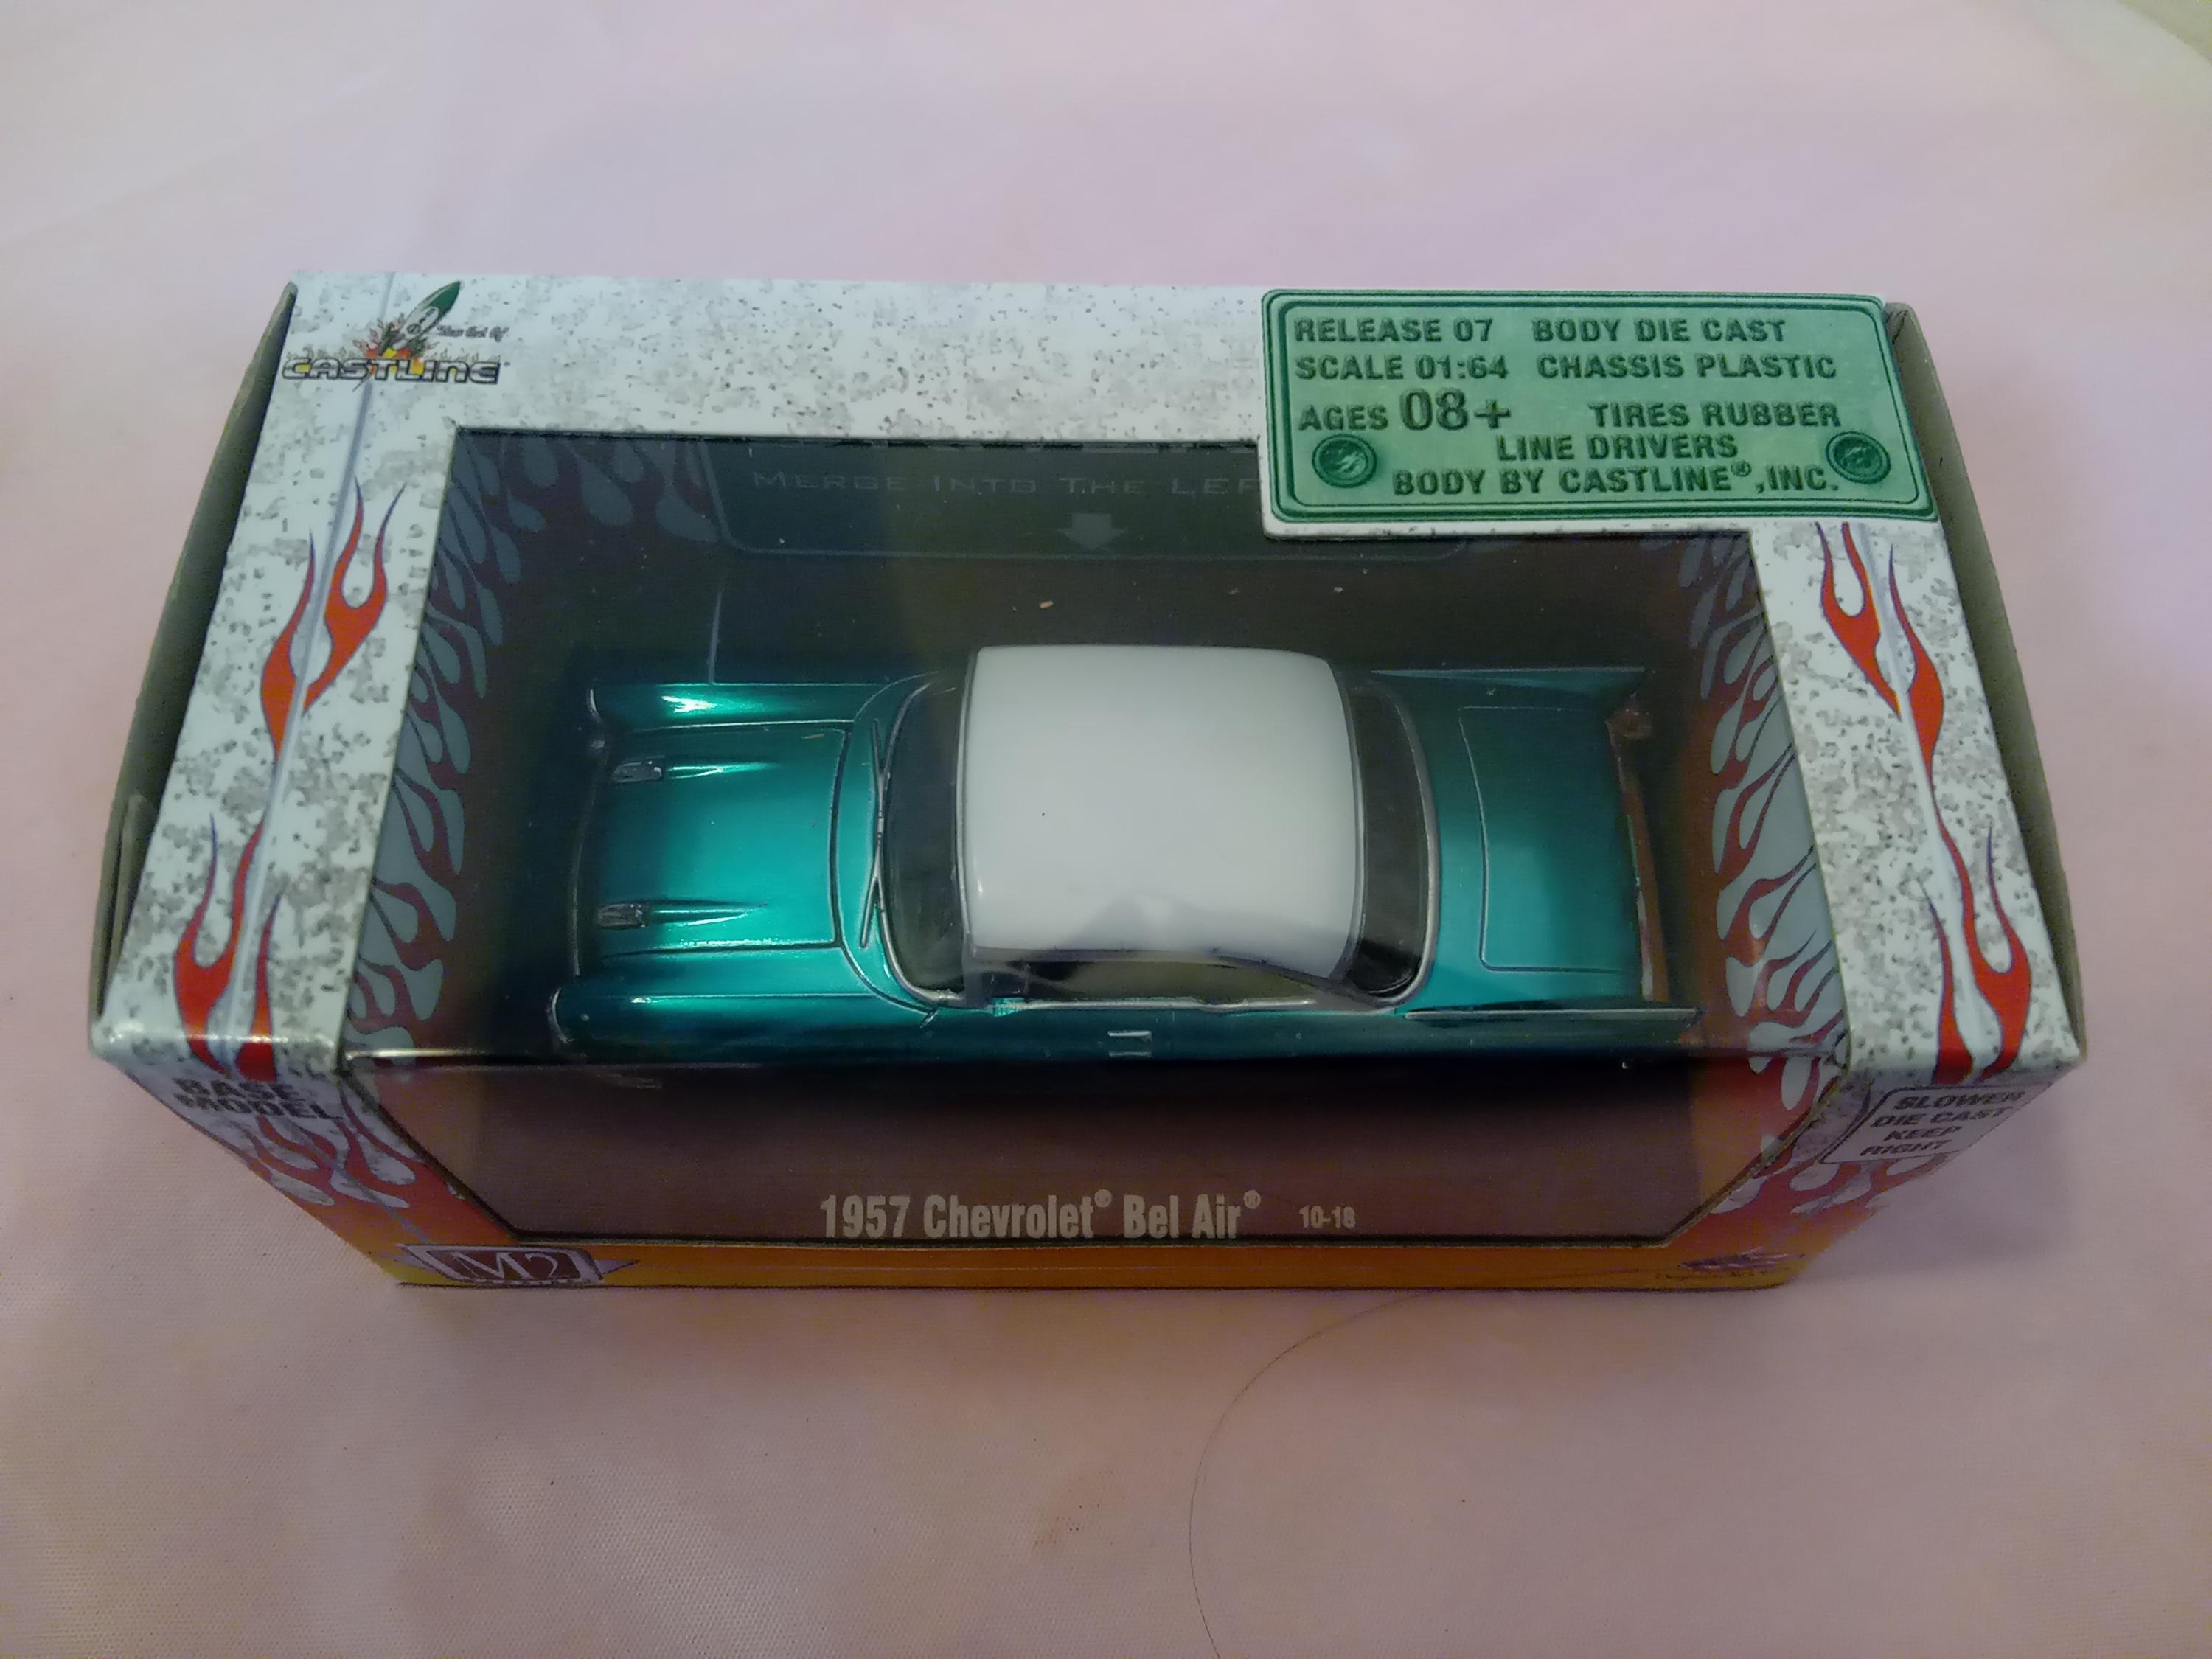 CASTLINE®
RELEASE 07 BODY DIE CAST
SCALE 01:64 CHASSIS PLASTIC
AGES 08+ TIRES RUBBER
LINE DRIVERS
BODY BY CASTLINE®, INC.
MERGE INTO THE LEF
BASE
MODEL
SLOWER
DIE CAST
KEEP
RIGHT
1957 Chevrolet® Bel Air® 10-18
M2